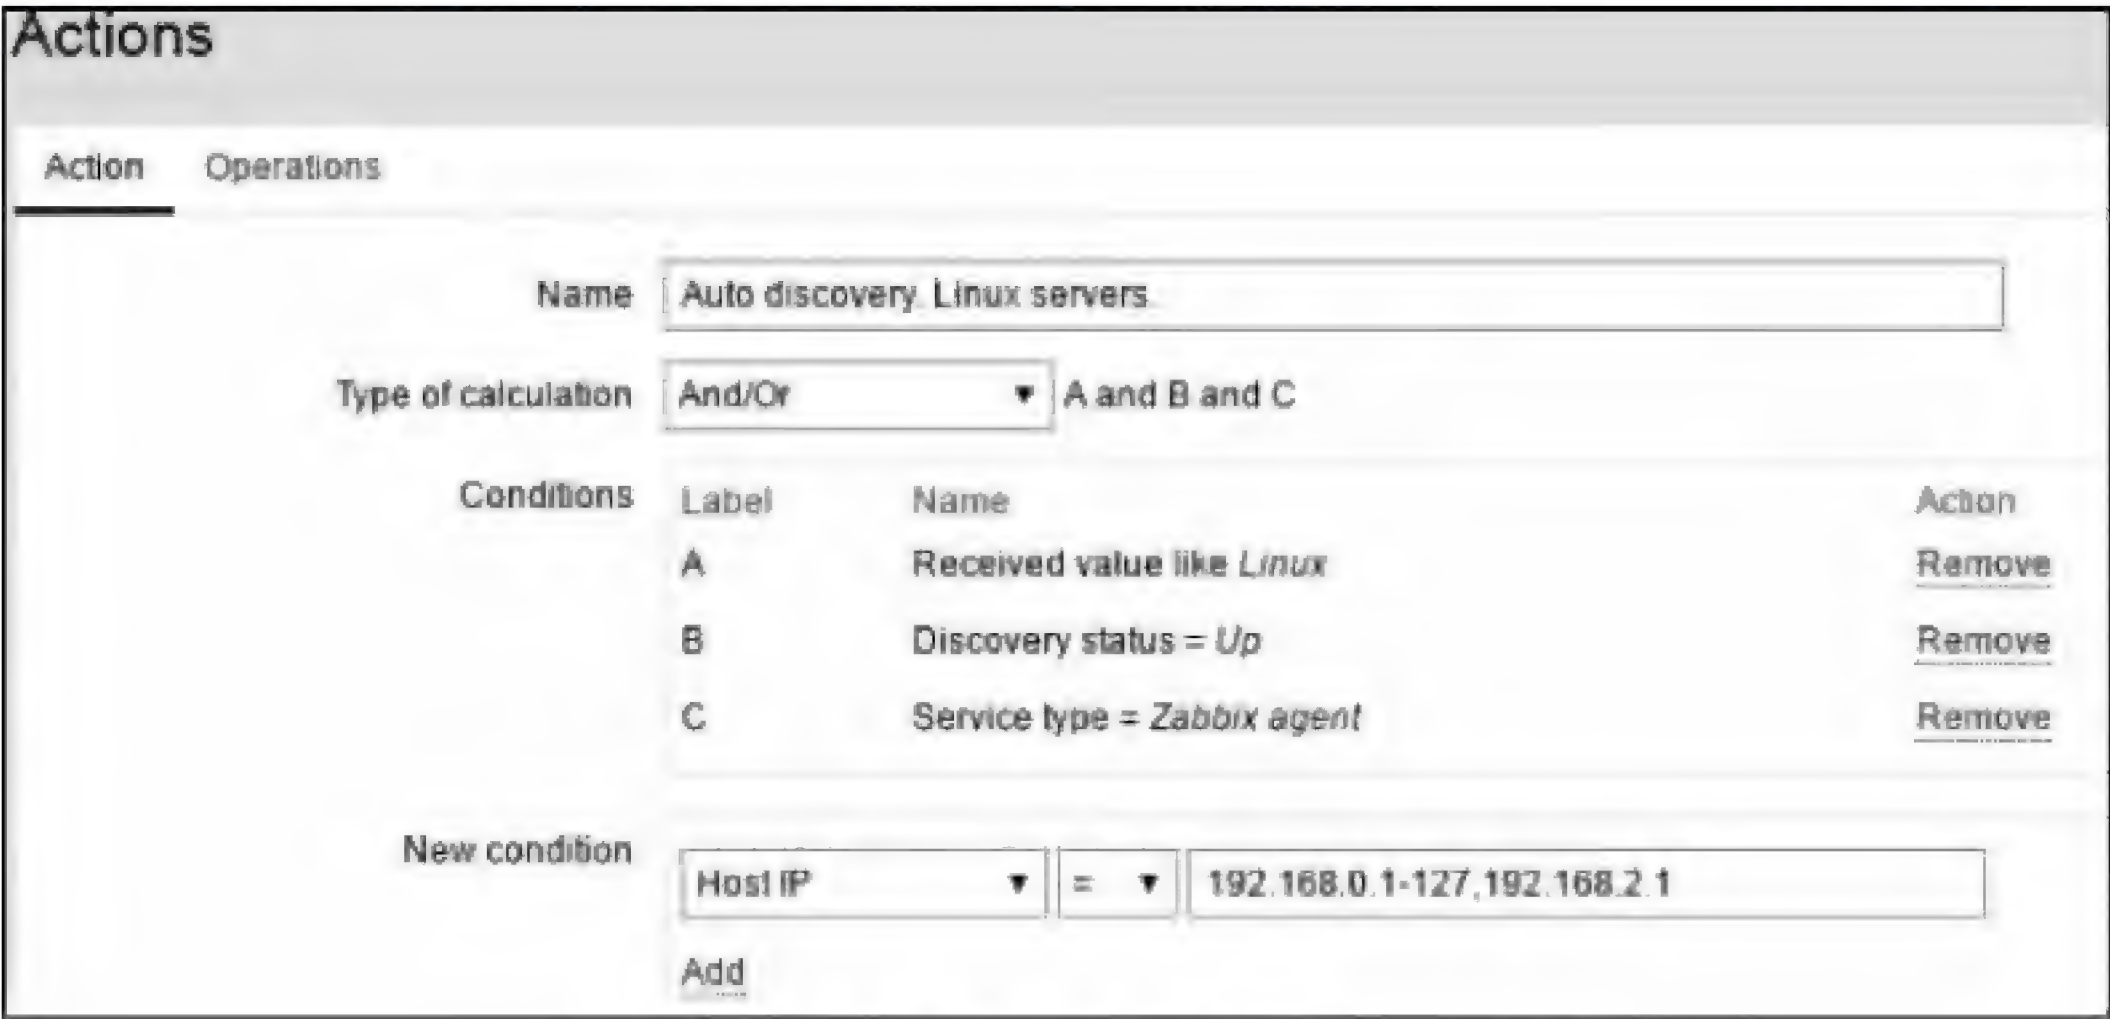 Actions
Action Operations
Name Auto discovery. Linux servers.
Type of calculation And/Or ▼ A and B and C
Conditions Label Name Action
A Received value like Linux Remove
B Discovery status = Up Remove
C Service type = Zabbix agent Remove
New condition
Host IP ▼ = ▼ 192.168.0.1-127,192.168.2.1
Add